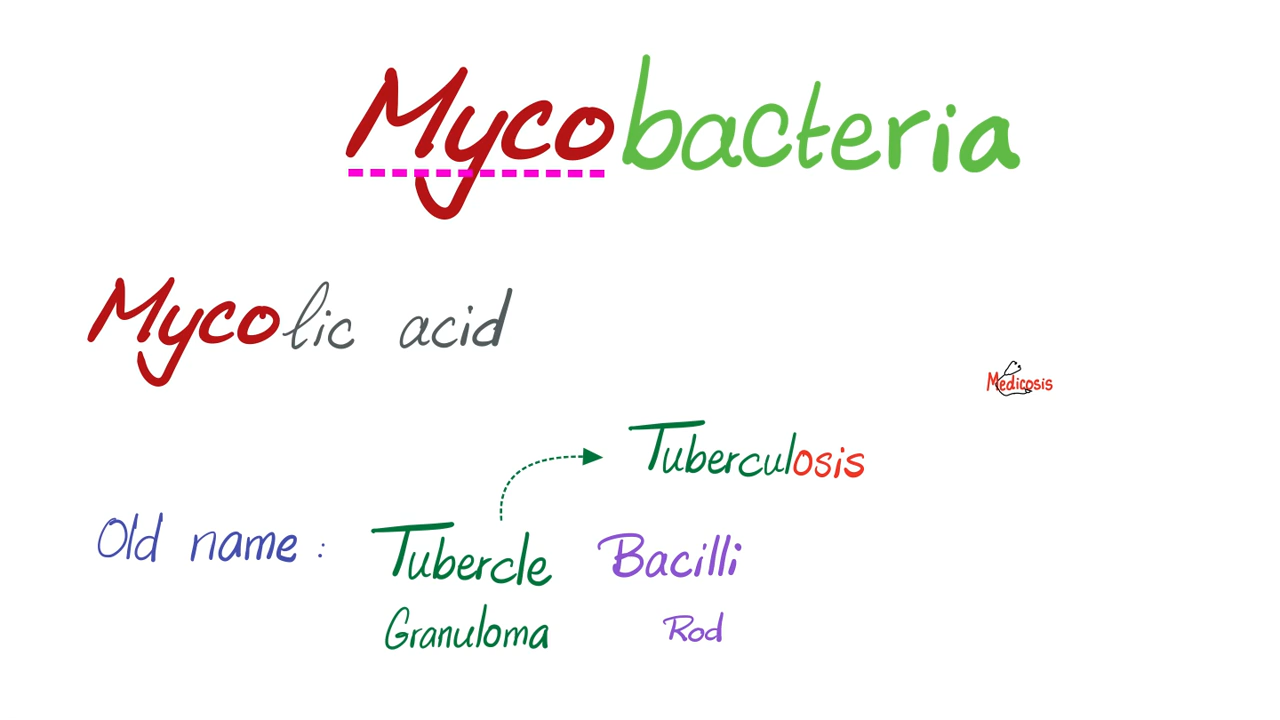 Mycobacteria
Mycolic acid
Medicosis
Tuberculosis
Old name : Tubercle Bacilli
Granuloma Rod